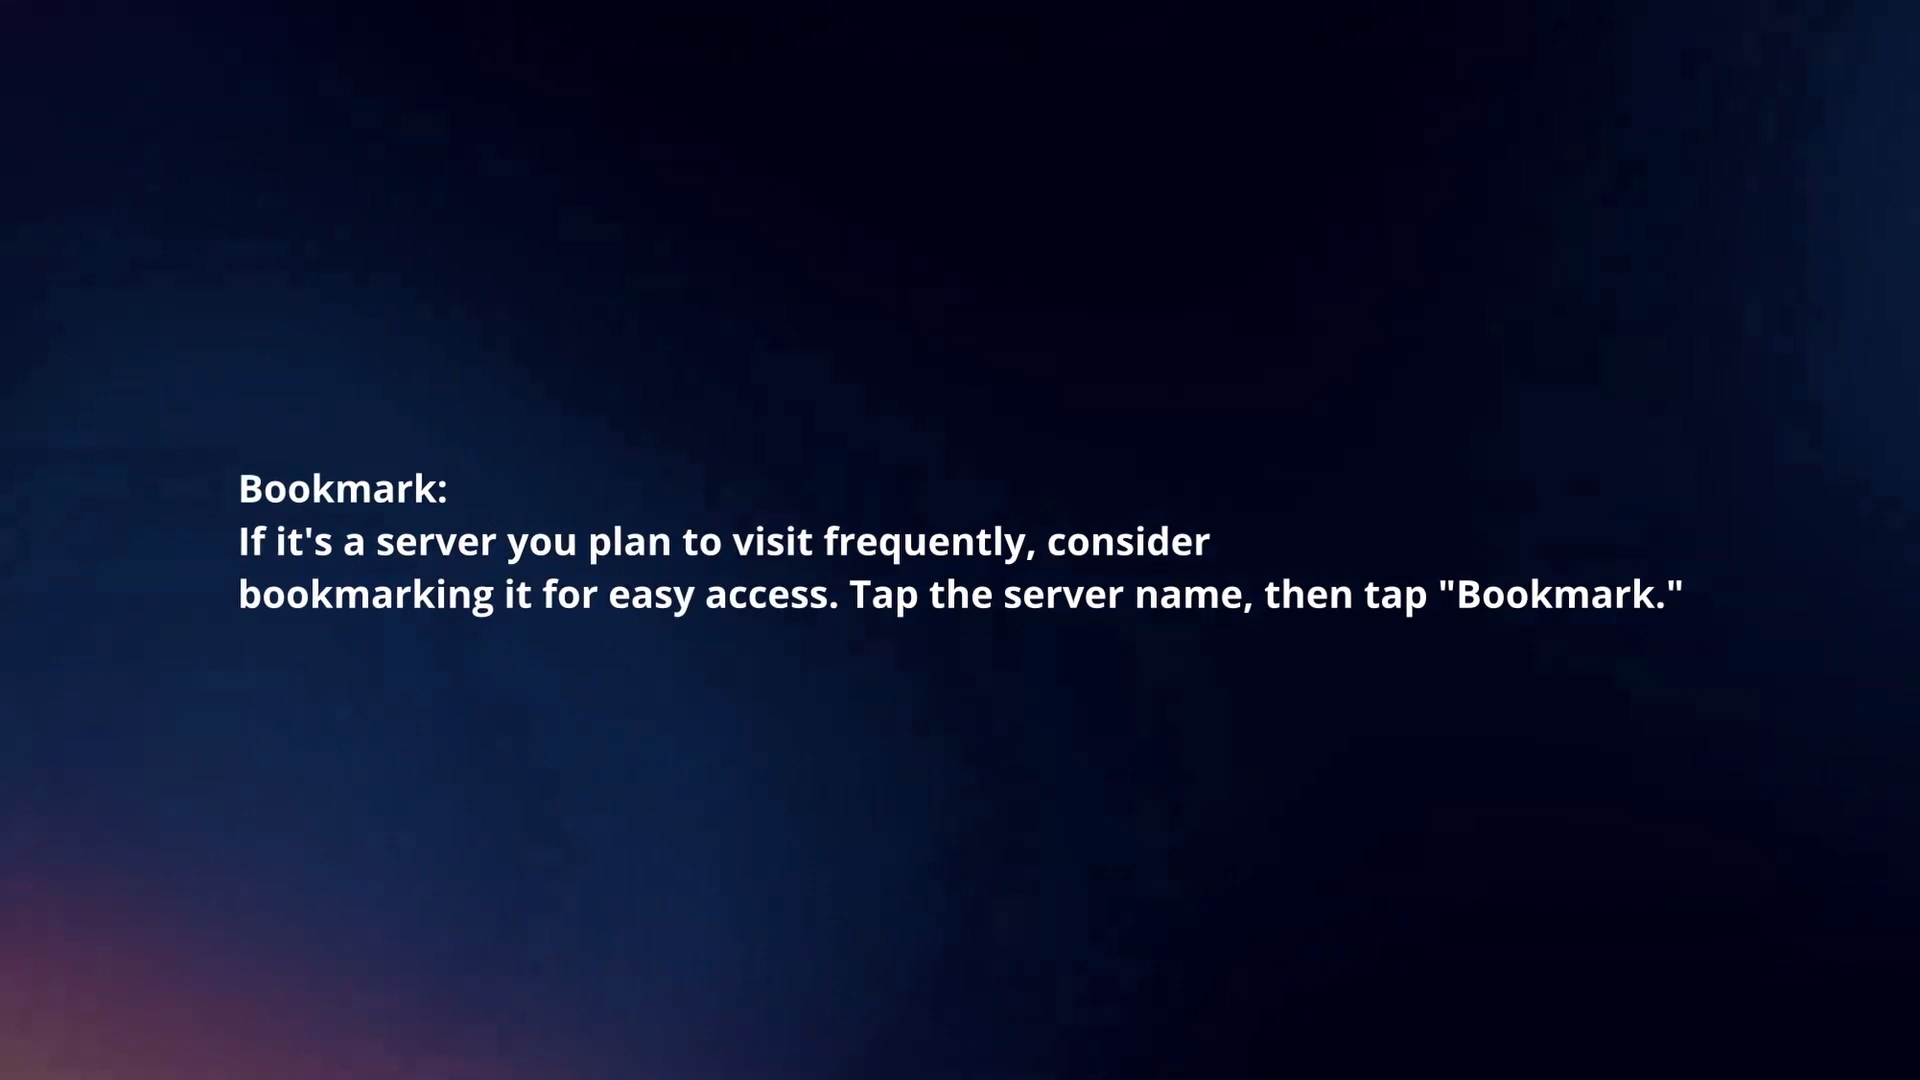 Bookmark:
If it's a server you plan to visit frequently, consider
bookmarking it for easy access. Tap the server name, then tap "Bookmark."